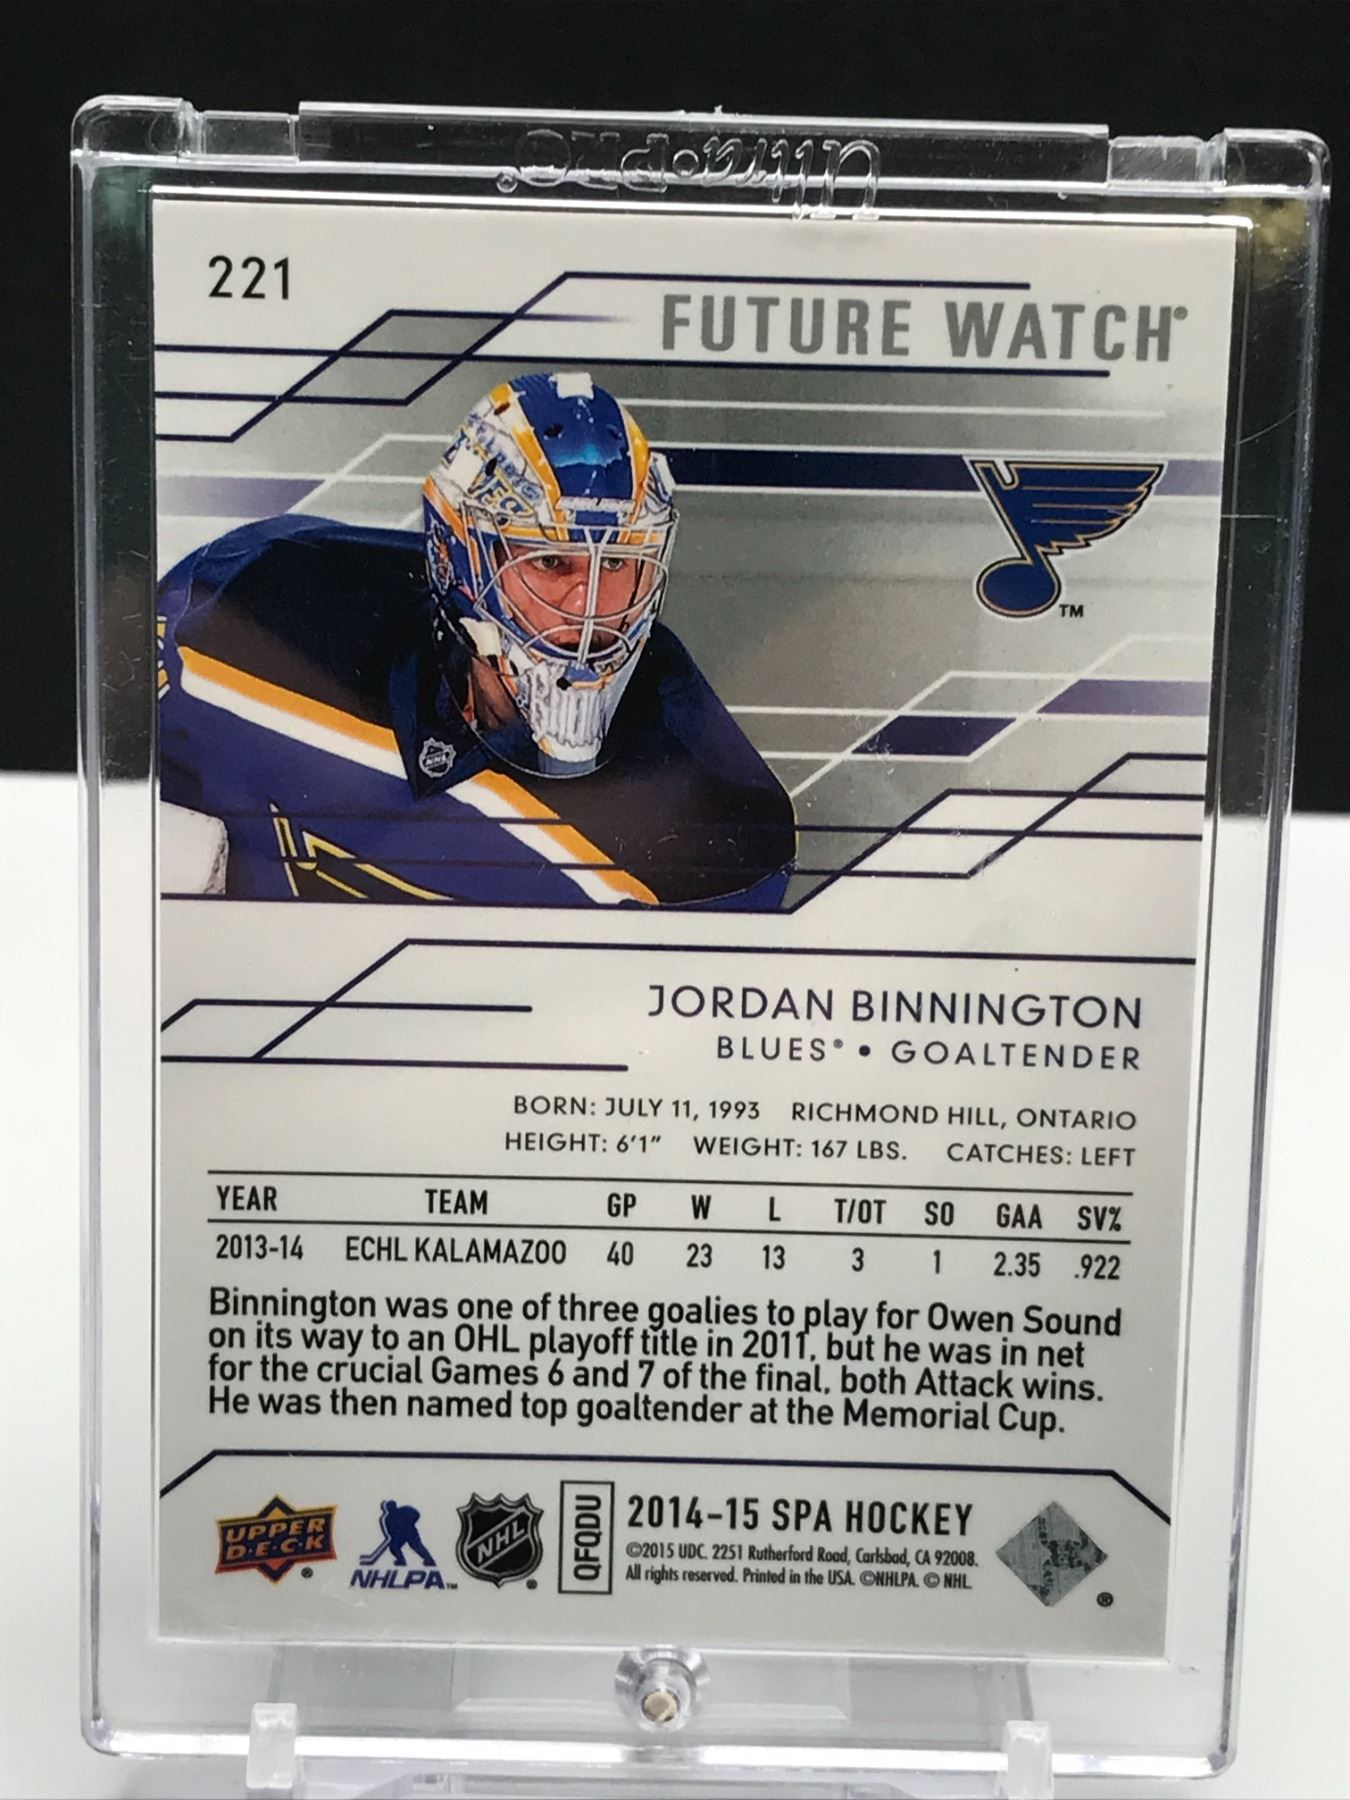 Ultra•PRO®
221
FUTURE WATCH®
TM
JORDAN BINNINGTON
BLUES® • GOALTENDER
BORN: JULY 11, 1993 RICHMOND HILL, ONTARIO
HEIGHT: 6'1" WEIGHT: 167 LBS. CATCHES: LEFT
YEAR TEAM GP W L T/OT SO GAA SV%
2013-14 ECHL KALAMAZOO 40 23 13 3 1 2.35 .922
Binnington was one of three goalies to play for Owen Sound
on its way to an OHL playoff title in 2011, but he was in net
for the crucial Games 6 and 7 of the final, both Attack wins.
He was then named top goaltender at the Memorial Cup.
UPPER
D·E·C·K ®
NHLPA™
NHL ®
QFQDU
2014-15 SPA HOCKEY
©2015 UDC. 2251 Rutherford Road, Carlsbad, CA 92008.
All rights reserved. Printed in the USA. ©NHLPA. © NHL
®